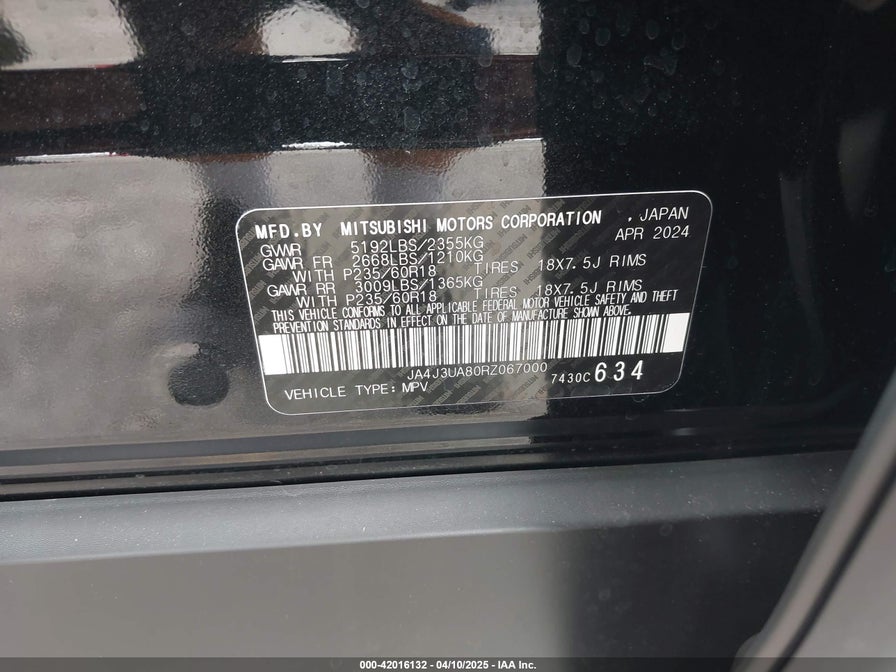 MFD.BY MITSUBISHI MOTORS CORPORATION , JAPAN
GVWR 5192LBS/2355KG APR 2024
GAWR FR 2668LBS/1210KG
WITH P235/60R18 TIRES 18X7.5J RIMS
GAWR RR 3009LBS/1365KG
WITH P235/60R18 TIRES 18X7.5J RIMS
THIS VEHICLE CONFORMS TO ALL APPLICABLE FEDERAL MOTOR VEHICLE SAFETY AND THEFT
PREVENTION STANDARDS IN EFFECT ON THE DATE OF MANUFACTURE SHOWN ABOVE.
JA4J3UA80RZ067000
VEHICLE TYPE: MPV 7430C 634
000-42016132 — 04/10/2025 — IAA Inc.